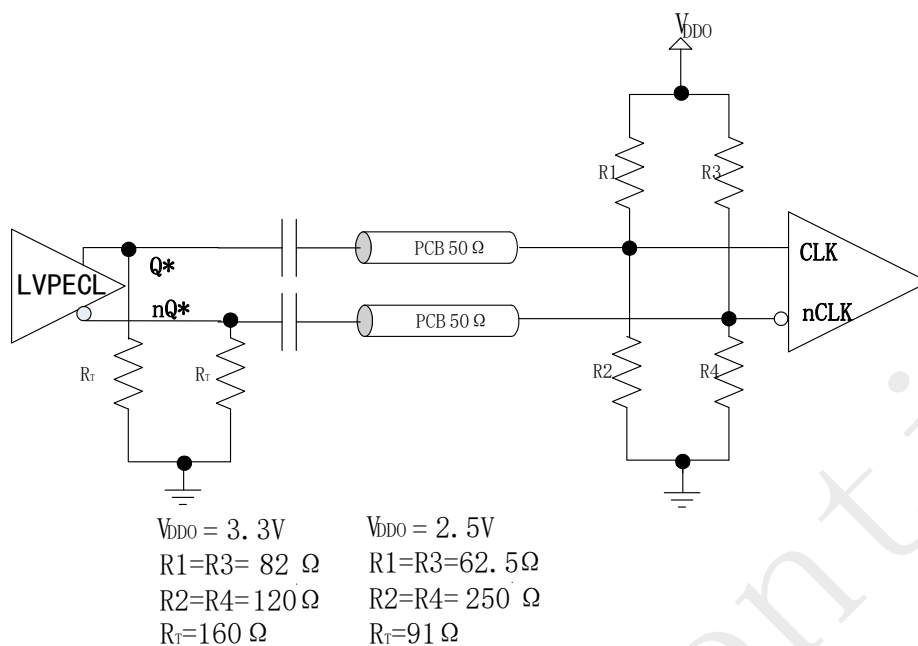 VDDO
R1
R3
PCB 50 Ω
CLK
Q*
LVPECL
nQ*
PCB 50 Ω
nCLK
RT
RT
R2
R4
VDDO = 3.3V
R1=R3= 82 Ω
R2=R4=120Ω
RT=160 Ω
VDDO = 2.5V
R1=R3=62.5Ω
R2=R4= 250 Ω
RT=91 Ω